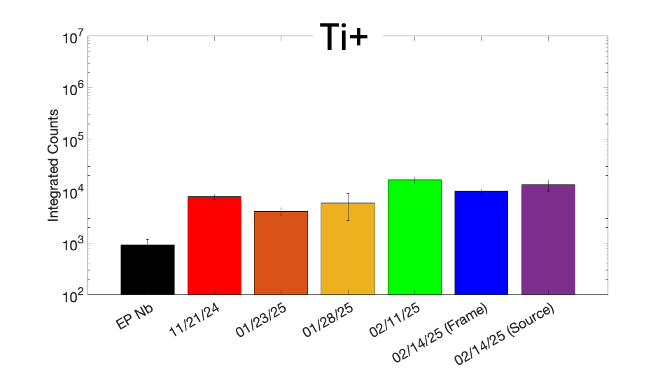 Ti+
10^7
10^6
10^5
10^4
10^3
10^2
Integrated Counts
EP Nb
11/21/24
01/23/25
01/28/25
02/11/25
02/14/25 (Frame)
02/14/25 (Source)